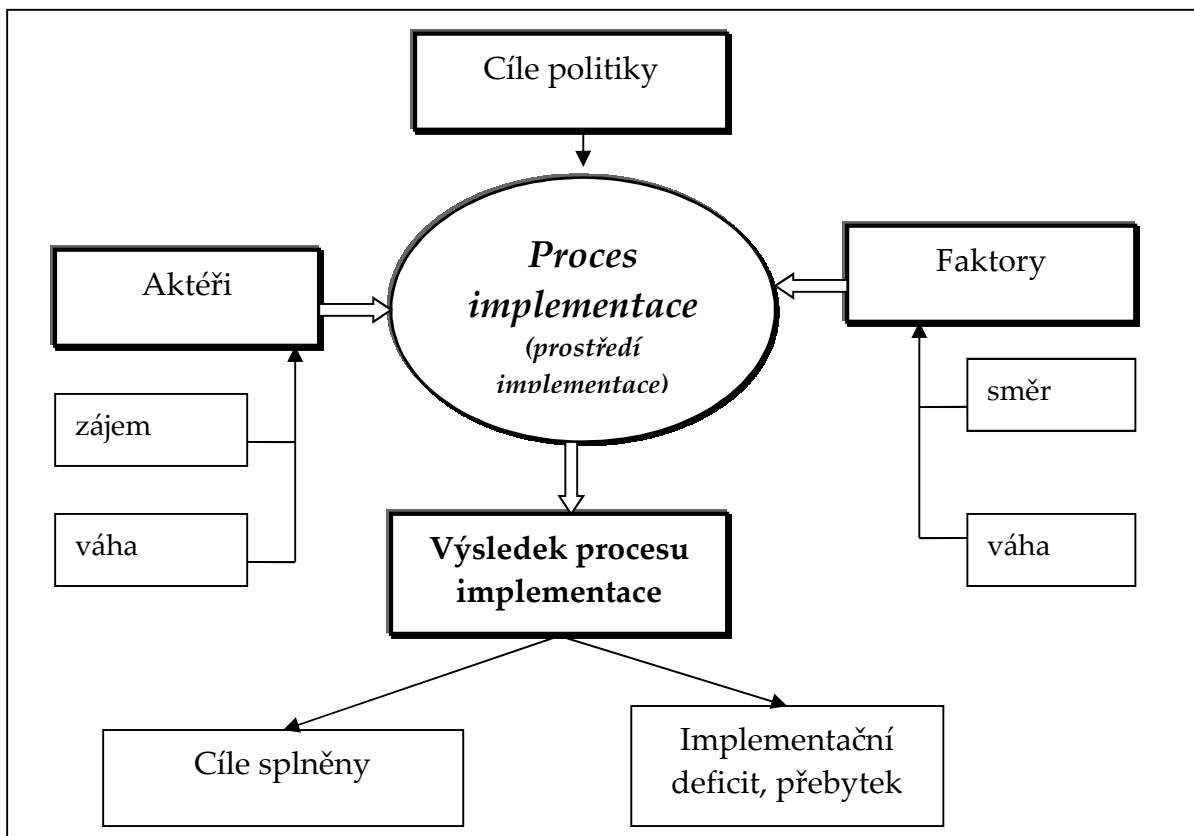 Cíle politiky
Proces
implementace
(prostředí
implementace)
Aktéři
Faktory
zájem
váha
směr
váha
Výsledek procesu
implementace
Cíle splněny
Implementační
deficit, přebytek